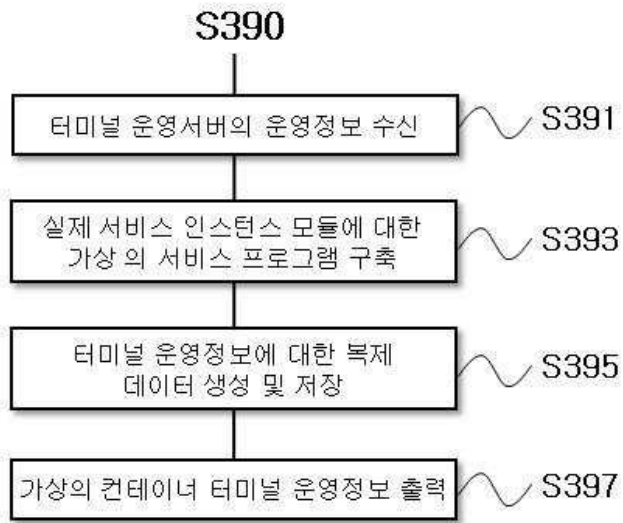 S390
터미널 운영서버의 운영정보 수신
S391
실제 서비스 인스턴스 모듈에 대한
가상의 서비스 프로그램 구축
S393
터미널 운영정보에 대한 복제
데이터 생성 및 저장
S395
가상의 컨테이너 터미널 운영정보 출력
S397